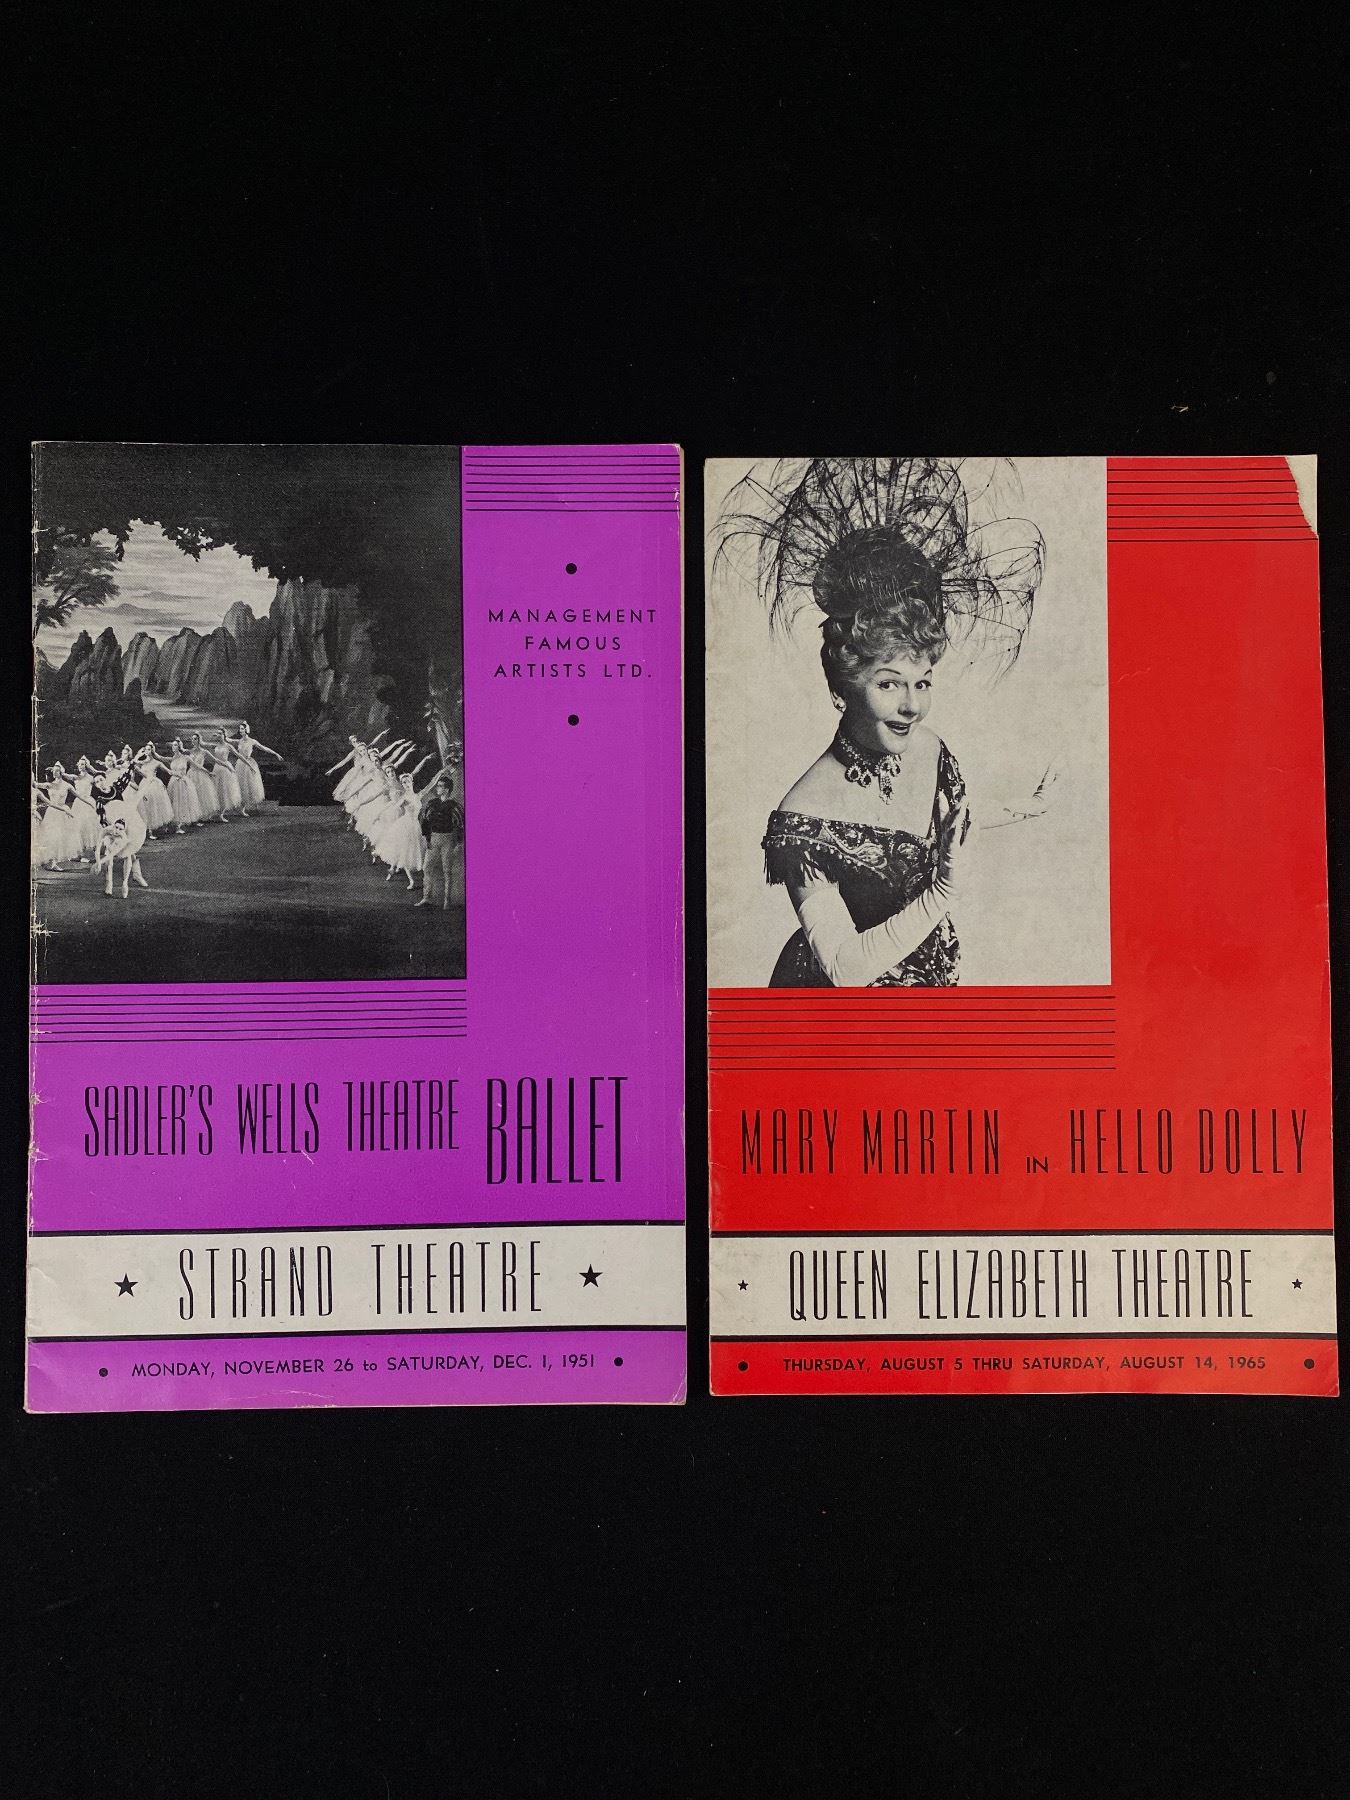 MANAGEMENT
FAMOUS
ARTISTS LTD.
SADLER'S WELLS THEATRE BALLET
★ STRAND THEATRE ★
• MONDAY, NOVEMBER 26 to SATURDAY, DEC. 1, 1951 •
MARY MARTIN IN HELLO DOLLY
★ QUEEN ELIZABETH THEATRE ★
• THURSDAY, AUGUST 5 THRU SATURDAY, AUGUST 14, 1965 •